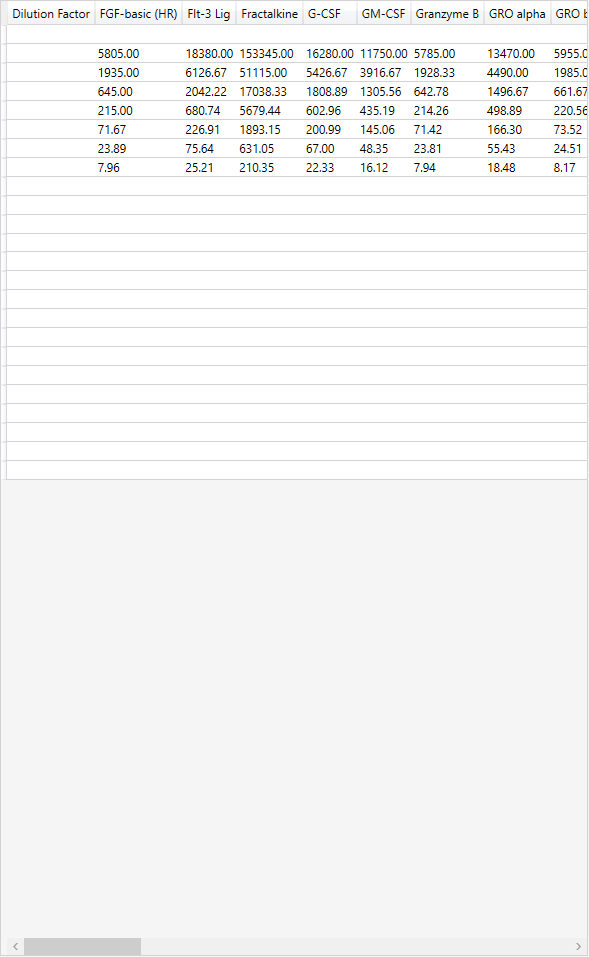 Dilution Factor FGF-basic (HR) Flt-3 Lig Fractalkine G-CSF GM-CSF Granzyme B GRO alpha GRO
5805.00 18380.00 153345.00 16280.00 11750.00 5785.00 13470.00 5955.0
1935.00 6126.67 51115.00 5426.67 3916.67 1928.33 4490.00 1985.0
645.00 2042.22 17038.33 1808.89 1305.56 642.78 1496.67 661.67
215.00 680.74 5679.44 602.96 435.19 214.26 498.89 220.56
71.67 226.91 1893.15 200.99 145.06 71.42 166.30 73.52
23.89 75.64 631.05 67.00 48.35 23.81 55.43 24.51
7.96 25.21 210.35 22.33 16.12 7.94 18.48 8.17